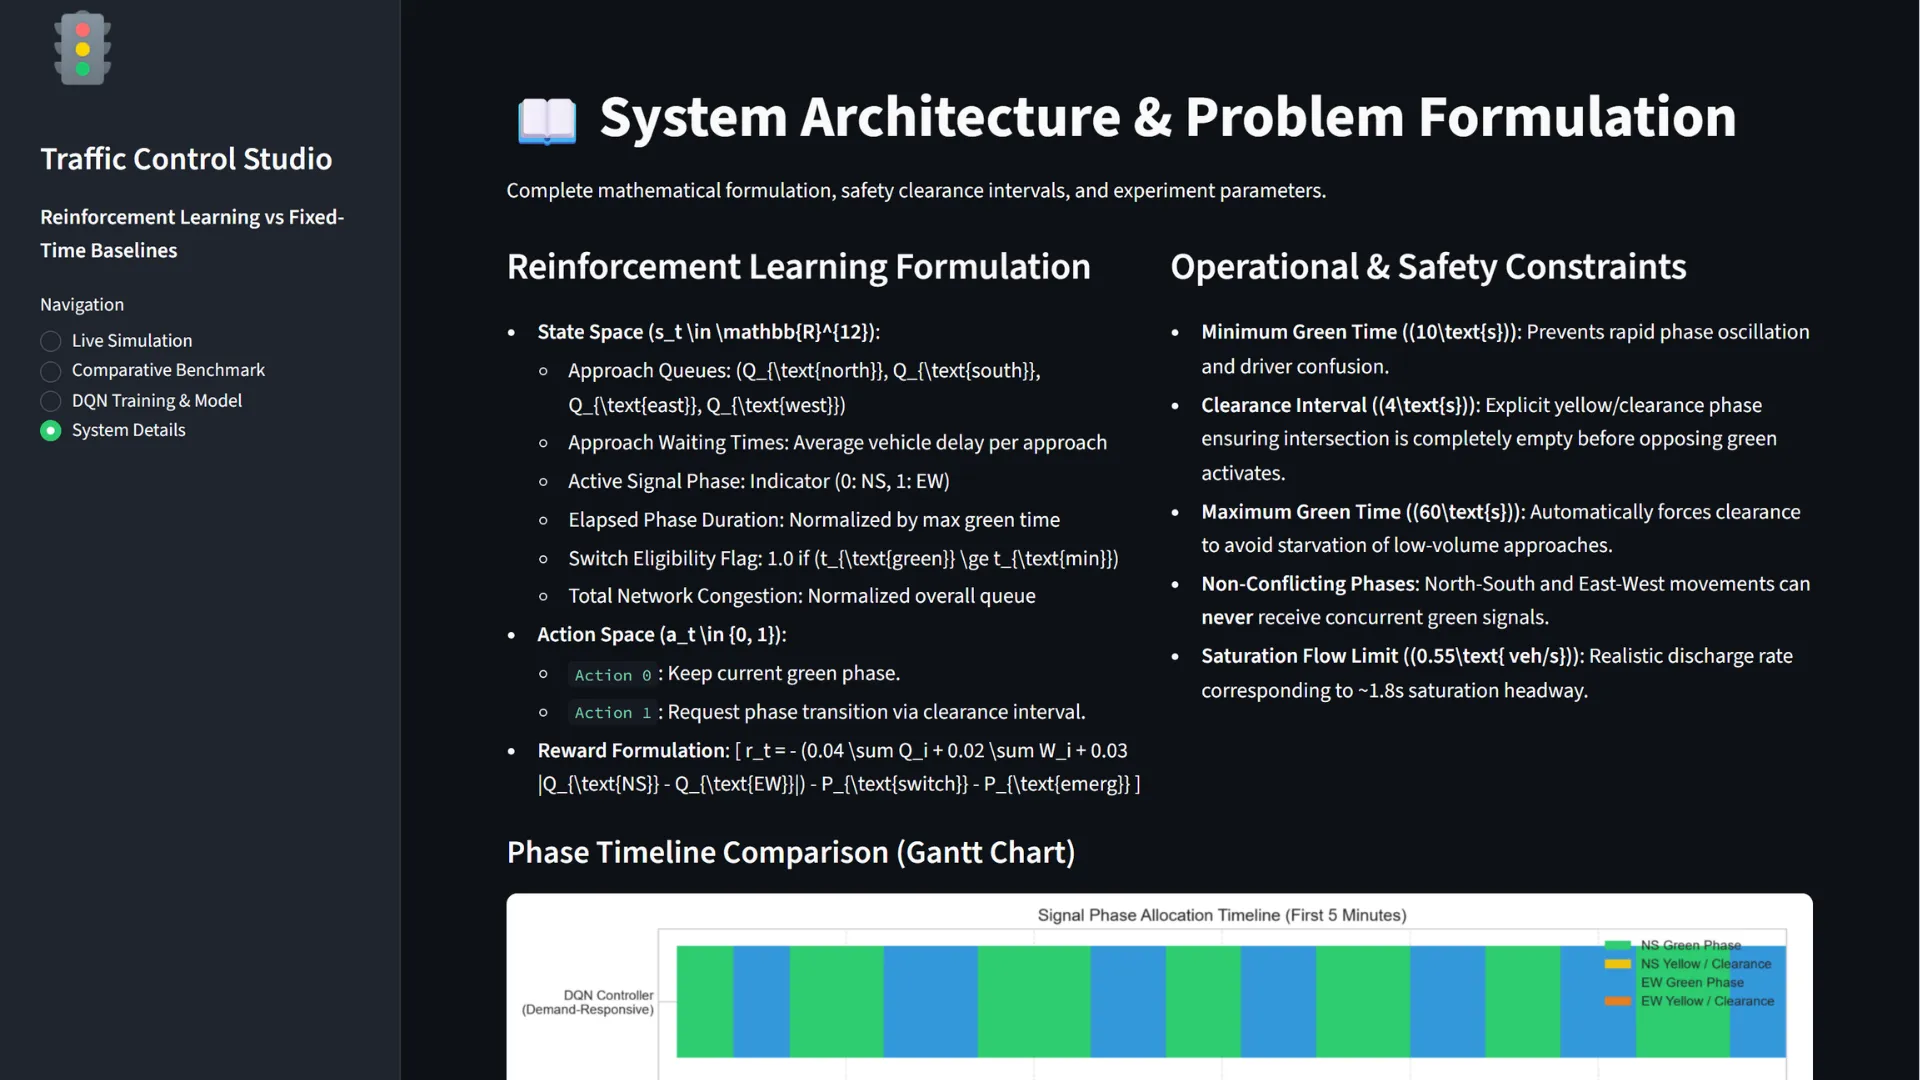 Traffic Control Studio
Reinforcement Learning vs Fixed-
Time Baselines
Navigation
Live Simulation
Comparative Benchmark
DQN Training & Model
System Details
System Architecture & Problem Formulation
Complete mathematical formulation, safety clearance intervals, and experiment parameters.
Reinforcement Learning Formulation
• State Space (s_t \in \mathbb{R}^{12}):
Approach Queues: (Q_{\text{north}}, Q_{\text{south}},
Q_{\text{east}}, Q_{\text{west}})
Approach Waiting Times: Average vehicle delay per approach
Active Signal Phase: Indicator (0: NS, 1: EW)
Elapsed Phase Duration: Normalized by max green time
Switch Eligibility Flag: 1.0 if (t_{\text{green}} \ge t_{\text{min}})
Total Network Congestion: Normalized overall queue
• Action Space (a_t \in {0, 1}):
Action 0 : Keep current green phase.
Action 1 : Request phase transition via clearance interval.
• Reward Formulation: [ r_t = - (0.04 \sum Q_i + 0.02 \sum W_i + 0.03
|Q_{\text{NS}} - Q_{\text{EW}}|) - P_{\text{switch}} - P_{\text{emerg}} ]
Operational & Safety Constraints
• Minimum Green Time ((10\text{s})): Prevents rapid phase oscillation
and driver confusion.
• Clearance Interval ((4\text{s})): Explicit yellow/clearance phase
ensuring intersection is completely empty before opposing green
activates.
• Maximum Green Time ((60\text{s})): Automatically forces clearance
to avoid starvation of low-volume approaches.
• Non-Conflicting Phases: North-South and East-West movements can
never receive concurrent green signals.
• Saturation Flow Limit ((0.55\text{ veh/s})): Realistic discharge rate
corresponding to ~1.8s saturation headway.
Phase Timeline Comparison (Gantt Chart)
Signal Phase Allocation Timeline (First 5 Minutes)
DQN Controller
(Demand-Responsive)
NS Green Phase
NS Yellow / Clearance
EW Green Phase
EW Yellow / Clearance